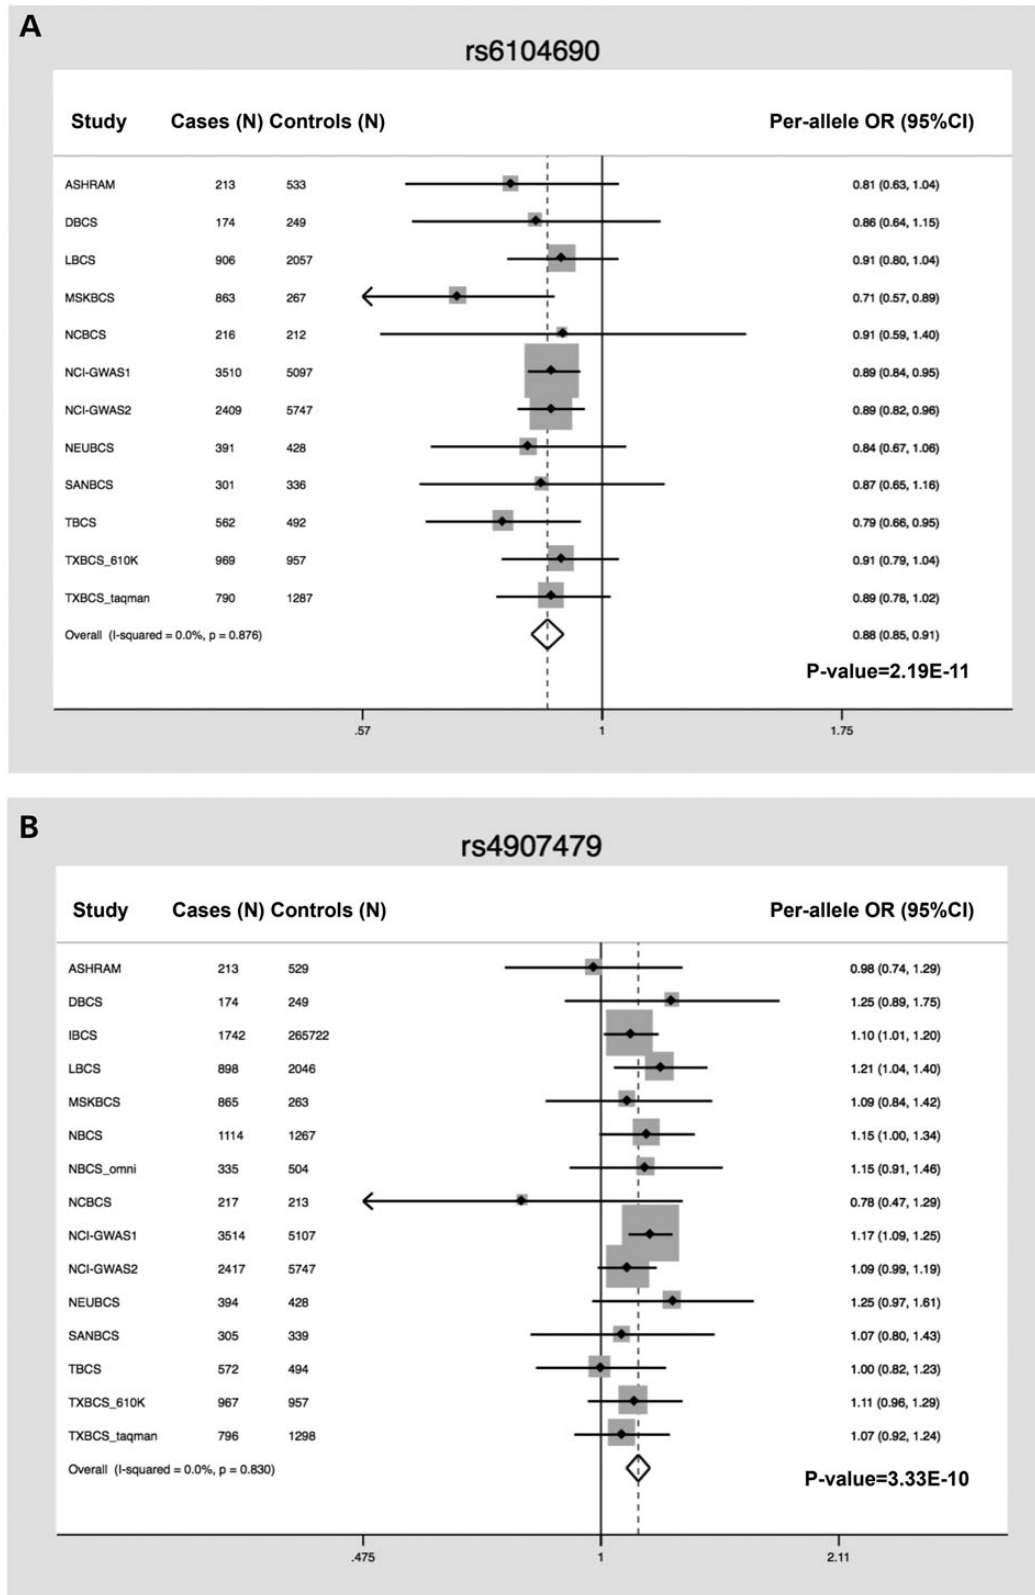 A
rs6104690
Study Cases (N) Controls (N) Per-allele OR (95%CI)
ASHRAM 213 533 0.81 (0.63, 1.04)
DBCS 174 249 0.86 (0.64, 1.15)
LBCS 906 2057 0.91 (0.80, 1.04)
MSKBCS 863 267 0.71 (0.57, 0.89)
NCBCS 216 212 0.91 (0.59, 1.40)
NCI-GWAS1 3510 5097 0.89 (0.84, 0.95)
NCI-GWAS2 2409 5747 0.89 (0.82, 0.96)
NEUBCS 391 428 0.84 (0.67, 1.06)
SANBCS 301 336 0.87 (0.65, 1.16)
TBCS 562 492 0.79 (0.66, 0.95)
TXBCS_610K 969 957 0.91 (0.79, 1.04)
TXBCS_taqman 790 1287 0.89 (0.78, 1.02)
Overall (I-squared = 0.0%, p = 0.876) 0.88 (0.85, 0.91)
P-value=2.19E-11
.57 1 1.75
B
rs4907479
Study Cases (N) Controls (N) Per-allele OR (95%CI)
ASHRAM 213 529 0.98 (0.74, 1.29)
DBCS 174 249 1.25 (0.89, 1.75)
IBCS 1742 265722 1.10 (1.01, 1.20)
LBCS 898 2046 1.21 (1.04, 1.40)
MSKBCS 865 263 1.09 (0.84, 1.42)
NBCS 1114 1267 1.15 (1.00, 1.34)
NBCS_omni 335 504 1.15 (0.91, 1.46)
NCBCS 217 213 0.78 (0.47, 1.29)
NCI-GWAS1 3514 5107 1.17 (1.09, 1.25)
NCI-GWAS2 2417 5747 1.09 (0.99, 1.19)
NEUBCS 394 428 1.25 (0.97, 1.61)
SANBCS 305 339 1.07 (0.80, 1.43)
TBCS 572 494 1.00 (0.82, 1.23)
TXBCS_610K 967 957 1.11 (0.96, 1.29)
TXBCS_taqman 796 1298 1.07 (0.92, 1.24)
Overall (I-squared = 0.0%, p = 0.830)
P-value=3.33E-10
.475 1 2.11